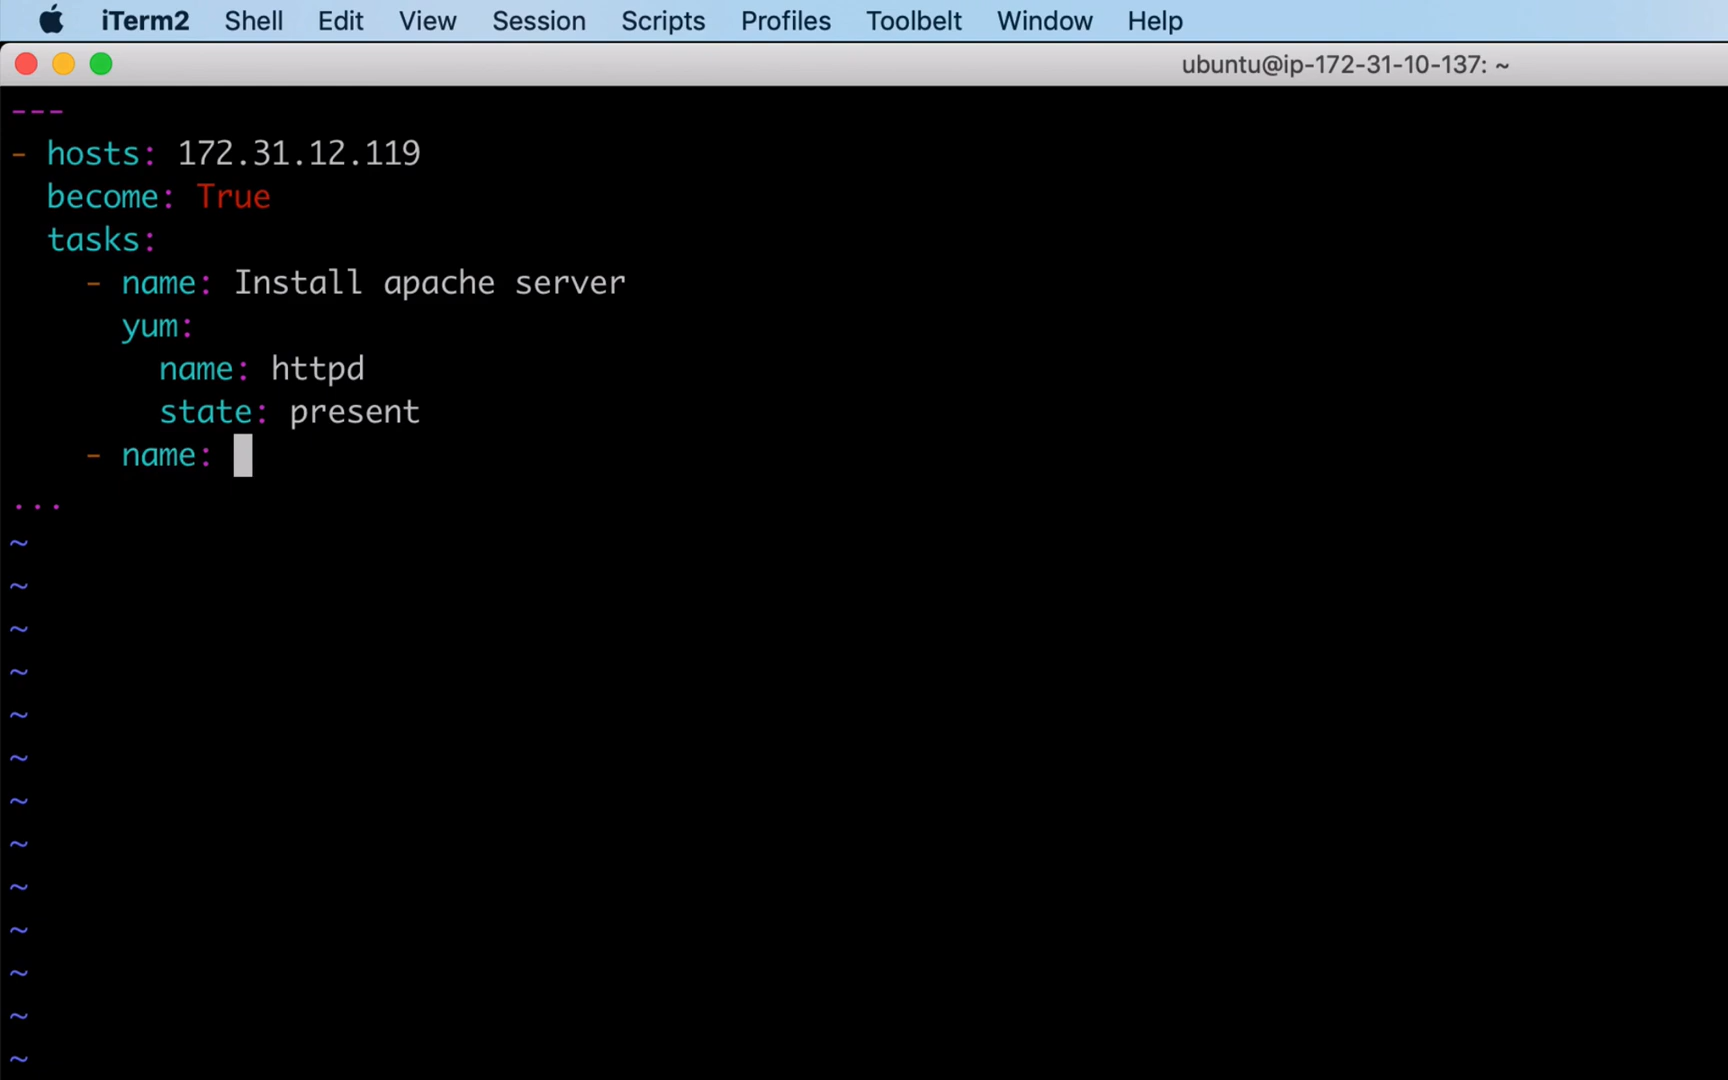 iTerm2 Shell Edit View Session Scripts Profiles Toolbelt Window Help
ubuntu@ip-172-31-10-137: ~
---
- hosts: 172.31.12.119
  become: True
  tasks:
    - name: Install apache server
      yum:
        name: httpd
        state: present
    - name:
...
~
~
~
~
~
~
~
~
~
~
~
~
~